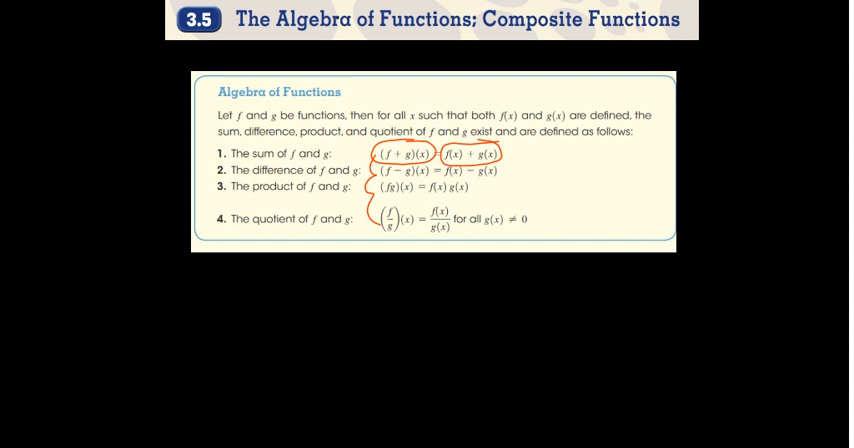 3.5 The Algebra of Functions; Composite Functions
Algebra of Functions
Let f and g be functions, then for all x such that both f(x) and g(x) are defined, the
sum, difference, product, and quotient of f and g exist and are defined as follows:
1. The sum of f and g: (f + g)(x) = f(x) + g(x)
2. The difference of f and g: (f − g)(x) = f(x) − g(x)
3. The product of f and g: (fg)(x) = f(x) g(x)
4. The quotient of f and g: (f/g)(x) = f(x)/g(x) for all g(x) ≠ 0